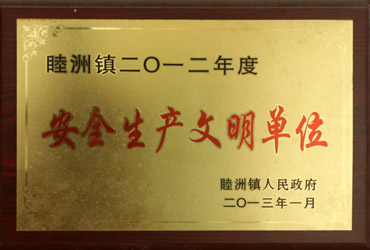 睦洲镇二〇一二年度
安全生产文明单位
睦洲镇人民政府
二〇一三年一月